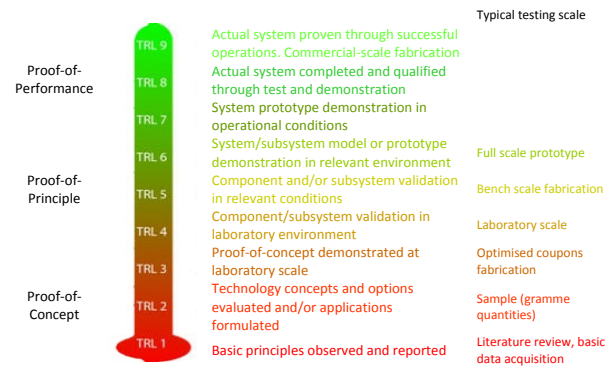 Typical testing scale
Proof-of-
Performance
Proof-of-
Principle
Proof-of-
Concept
TRL 9
TRL 8
TRL 7
TRL 6
TRL 5
TRL 4
TRL 3
TRL 2
TRL 1
Actual system proven through successful
operations. Commercial-scale fabrication
Actual system completed and qualified
through test and demonstration
System prototype demonstration in
operational conditions
System/subsystem model or prototype
demonstration in relevant environment
Component and/or subsystem validation
in relevant conditions
Component/subsystem validation in
laboratory environment
Proof-of-concept demonstrated at
laboratory scale
Technology concepts and options
evaluated and/or applications
formulated
Basic principles observed and reported
Full scale prototype
Bench scale fabrication
Laboratory scale
Optimised coupons
fabrication
Sample (gramme
quantities)
Literature review, basic
data acquisition